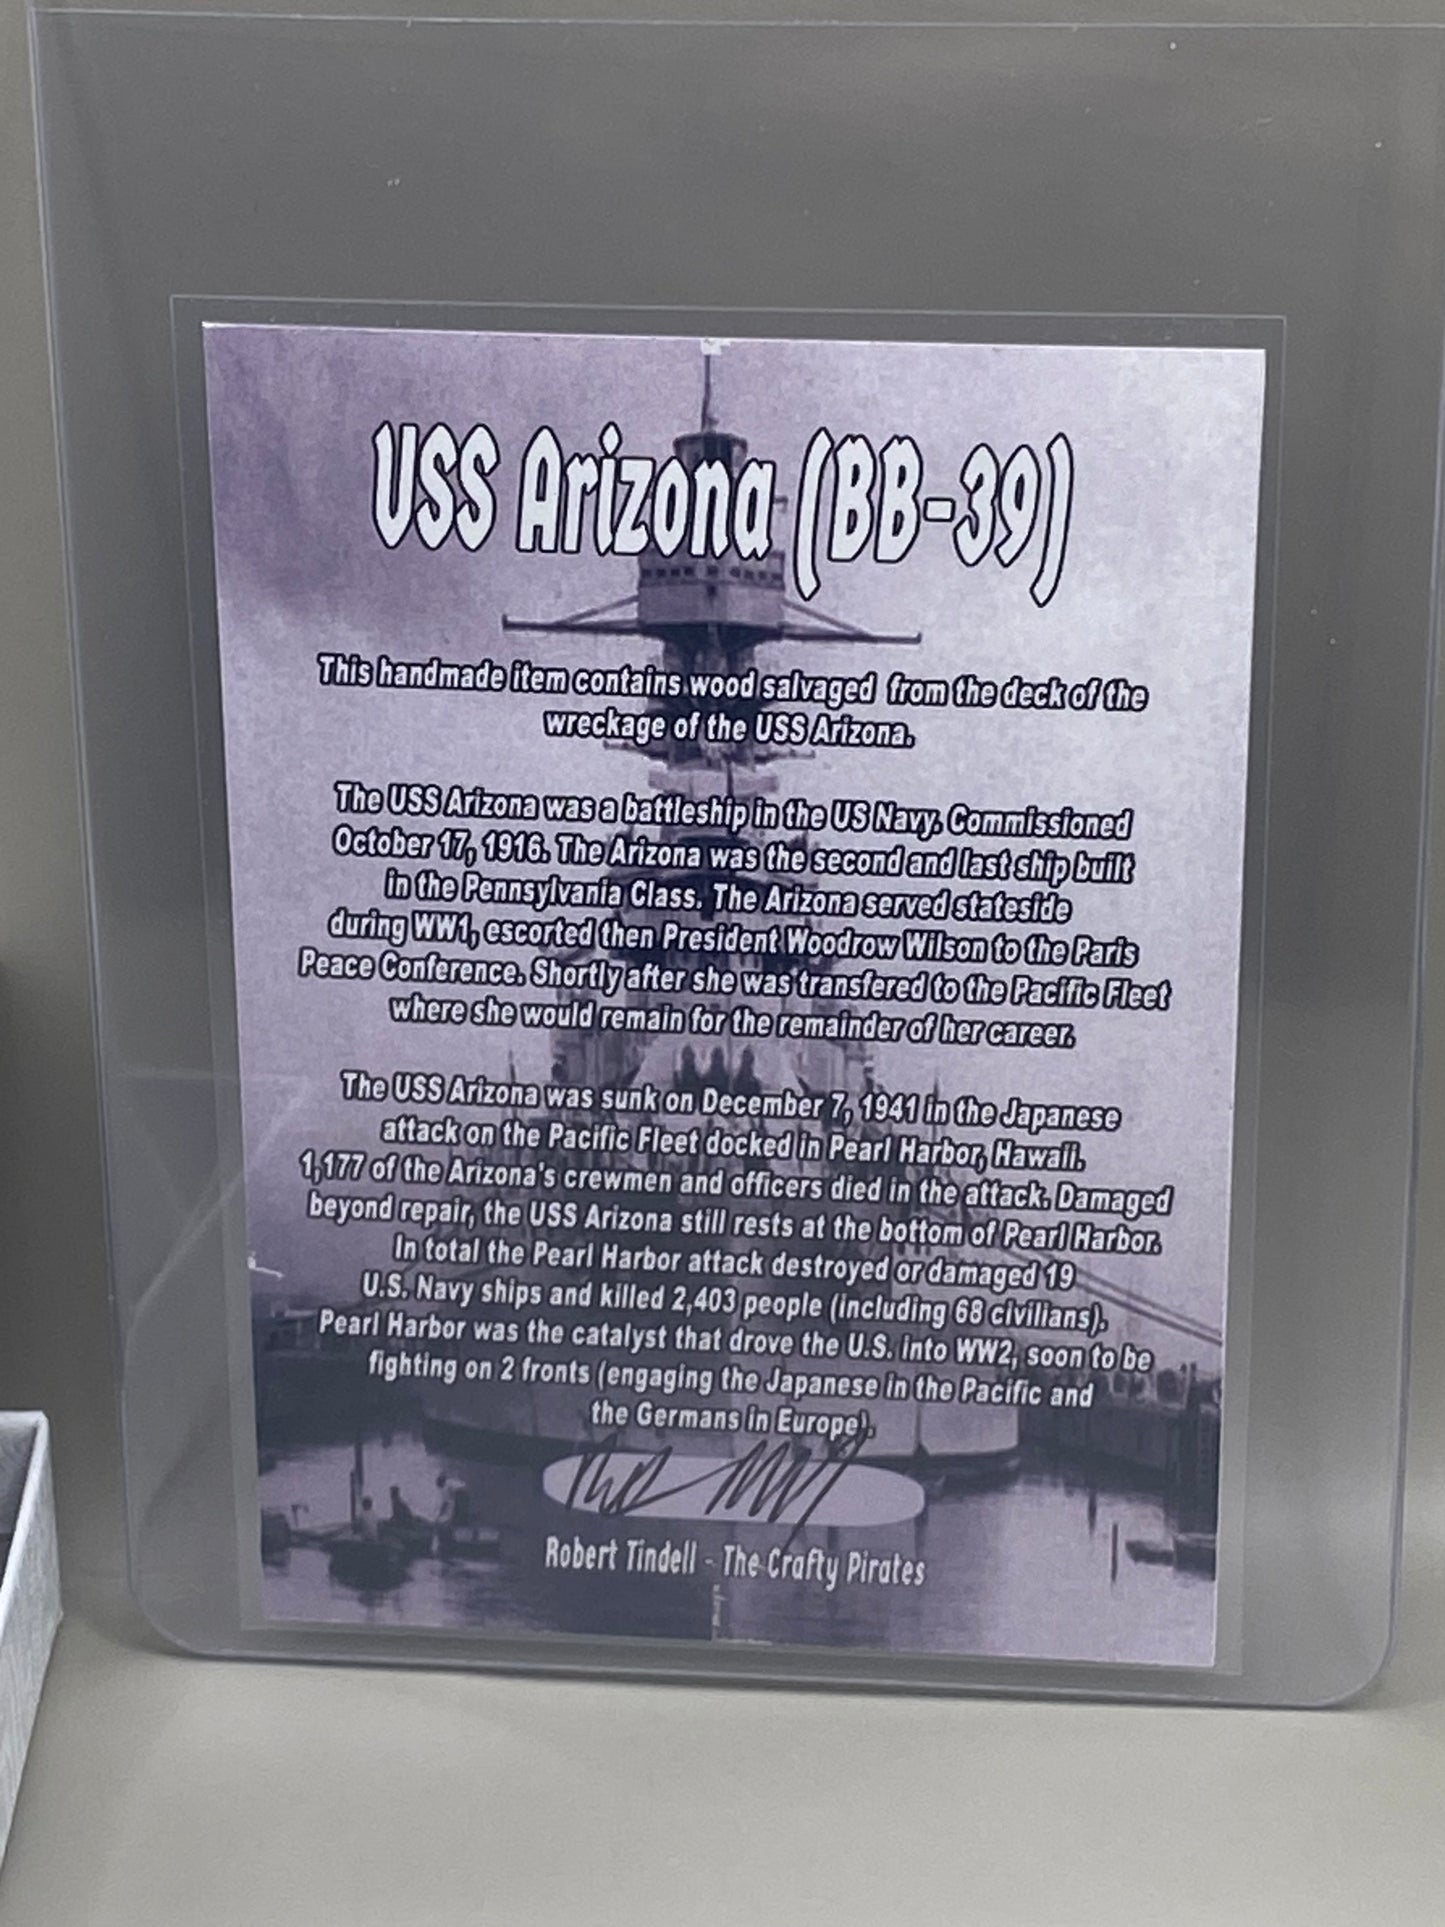 USS Arizona (BB-39)
This handmade item contains wood salvaged from the deck of the
wreckage of the USS Arizona.
The USS Arizona was a battleship in the US Navy. Commissioned
October 17, 1916. The Arizona was the second and last ship built
in the Pennsylvania Class. The Arizona served stateside
during WW1, escorted then President Woodrow Wilson to the Paris
Peace Conference. Shortly after she was transfered to the Pacific Fleet
where she would remain for the remainder of her career.
The USS Arizona was sunk on December 7, 1941 in the Japanese
attack on the Pacific Fleet docked in Pearl Harbor, Hawaii.
1,177 of the Arizona's crewmen and officers died in the attack. Damaged
beyond repair, the USS Arizona still rests at the bottom of Pearl Harbor.
In total the Pearl Harbor attack destroyed or damaged 19
U.S. Navy ships and killed 2,403 people (including 68 civilians).
Pearl Harbor was the catalyst that drove the U.S. into WW2, soon to be
fighting on 2 fronts (engaging the Japanese in the Pacific and
the Germans in Europe).
Robert Tindell - The Crafty Pirates